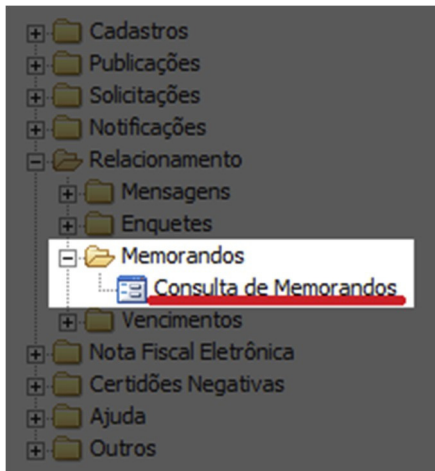 Cadastros
Publicações
Solicitações
Notificações
Relacionamento
Mensagens
Enquetes
Memorandos
Consulta de Memorandos
Vencimentos
Nota Fiscal Eletrônica
Certidões Negativas
Ajuda
Outros